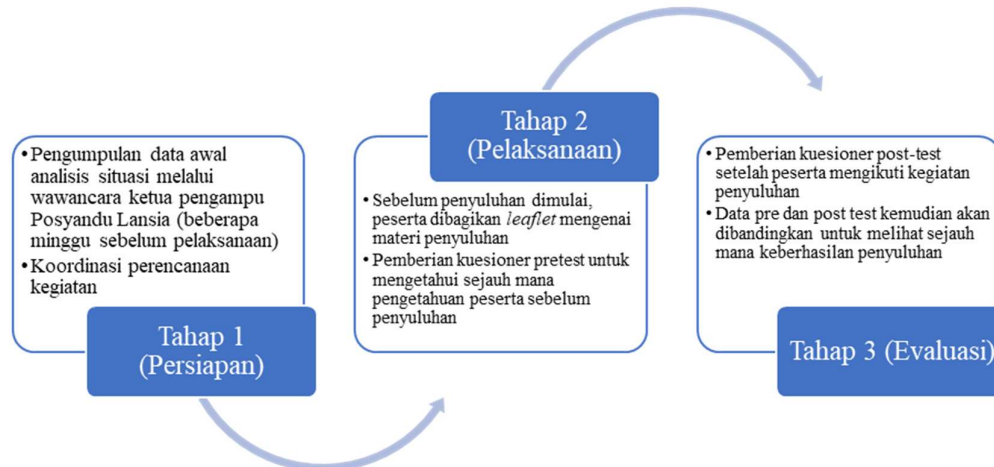 •Pengumpulan data awal
analisis situasi melalui
wawancara ketua pengampu
Posyandu Lansia (beberapa
minggu sebelum pelaksanaan)
•Koordinasi perencanaan
kegiatan
Tahap 1
(Persiapan)
Tahap 2
(Pelaksanaan)
•Sebelum penyuluhan dimulai,
peserta dibagikan leaflet mengenai
materi penyuluhan
•Pemberian kuesioner pretest untuk
mengetahui sejauh mana
pengetahuan peserta sebelum
penyuluhan
•Pemberian kuesioner post-test
setelah peserta mengikuti kegiatan
penyuluhan
•Data pre dan post test kemudian akan
dibandingkan untuk melihat sejauh
mana keberhasilan penyuluhan
Tahap 3 (Evaluasi)